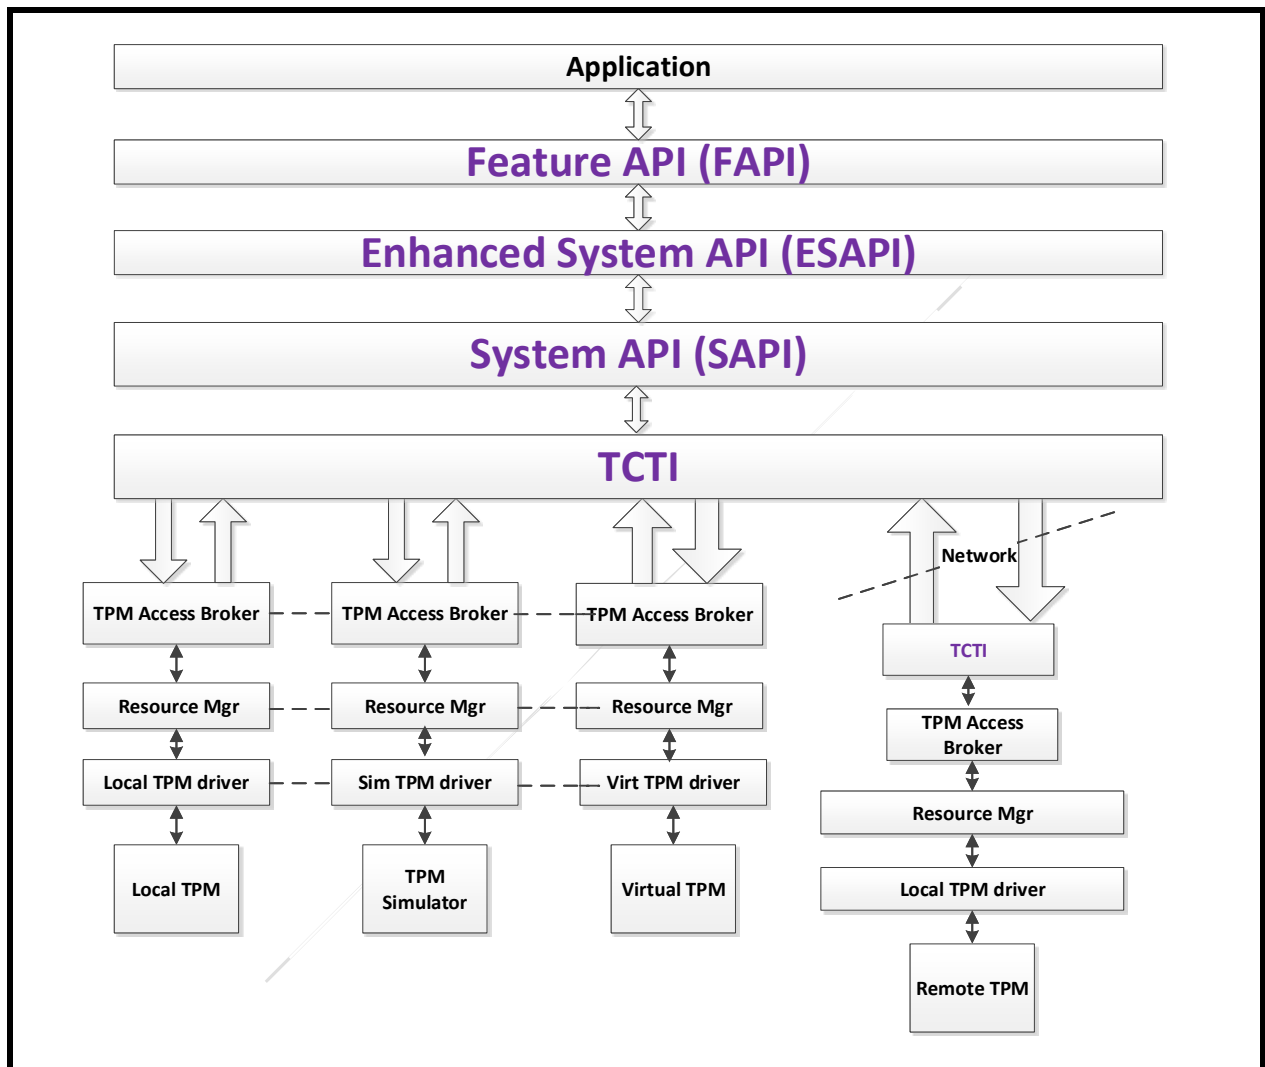 Application
Feature API (FAPI)
Enhanced System API (ESAPI)
System API (SAPI)
TCTI
Network
TPM Access Broker
TPM Access Broker
TPM Access Broker
TCTI
Resource Mgr
Resource Mgr
Resource Mgr
TPM Access
Broker
Local TPM driver
Sim TPM driver
Virt TPM driver
Resource Mgr
Local TPM
TPM
Simulator
Virtual TPM
Local TPM driver
Remote TPM